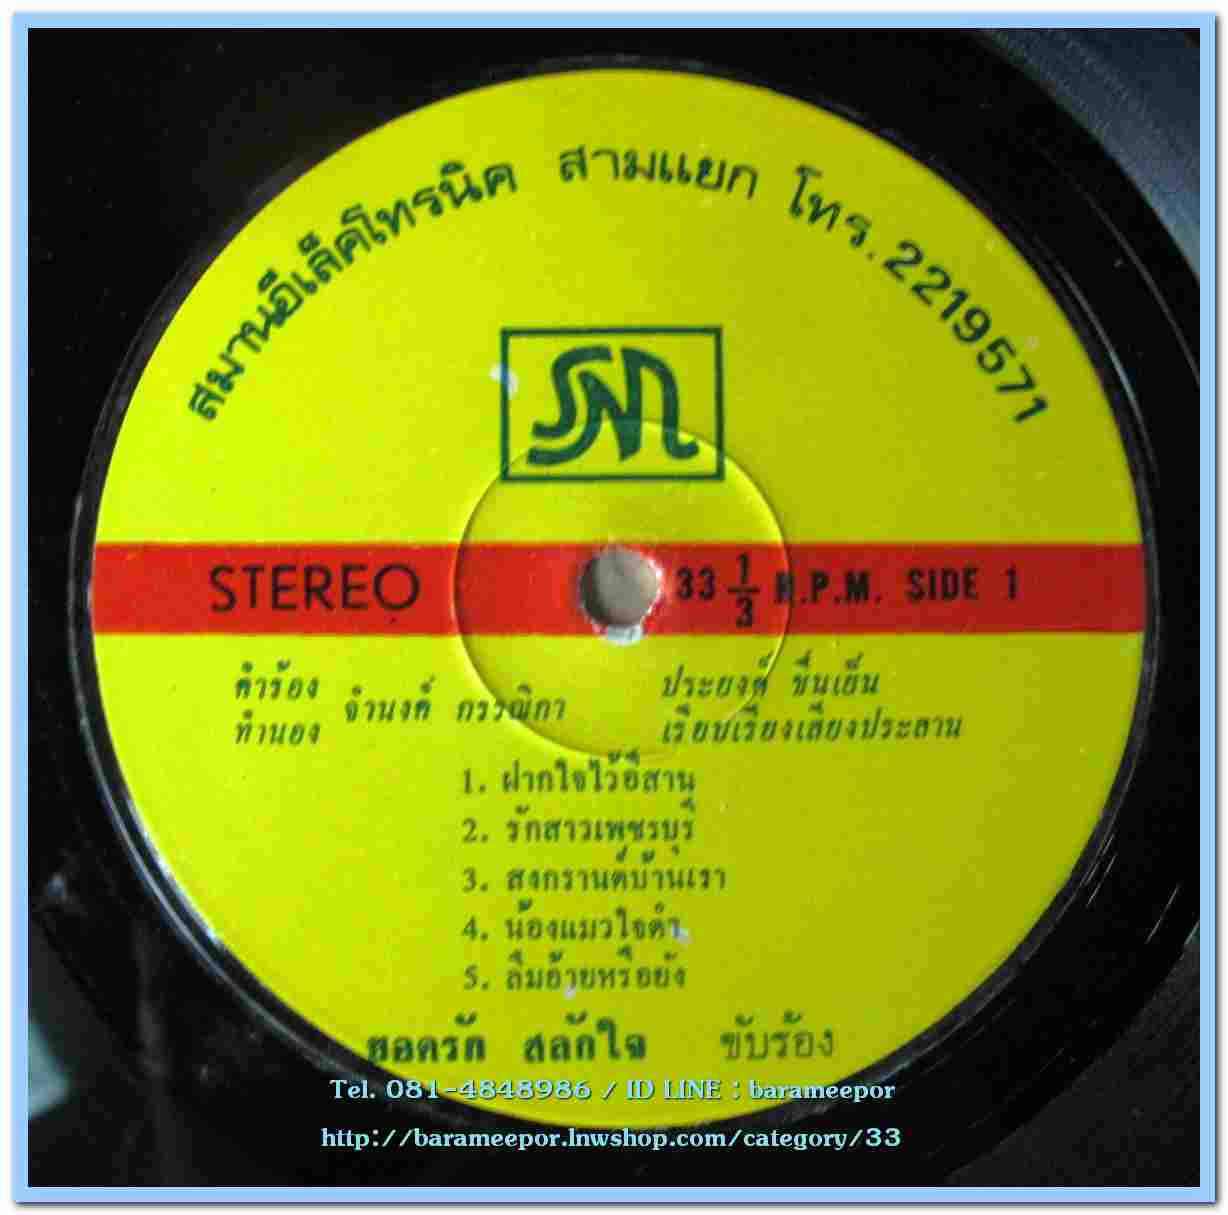 สมานอีเล็คโทรนิค สามแยก โทร.2219571
SM
STEREO 33 1/3 R.P.M. SIDE 1
คำร้อง
ทำนอง
จำนงค์ กรรณิกา
ประยงค์ ชื่นเย็น
เรียบเรียงเสียงประสาน
1. ฝากใจไว้อีสาน
2. รักสาวเพชรบุรี
3. สงกรานต์บ้านเรา
4. น้องแมวใจดำ
5. ลืมอ้ายหรือยัง
ยอดรัก สลักใจ ขับร้อง
Tel. 081-4848986 / ID LINE : barameepor
http://barameepor.lnwshop.com/category/33